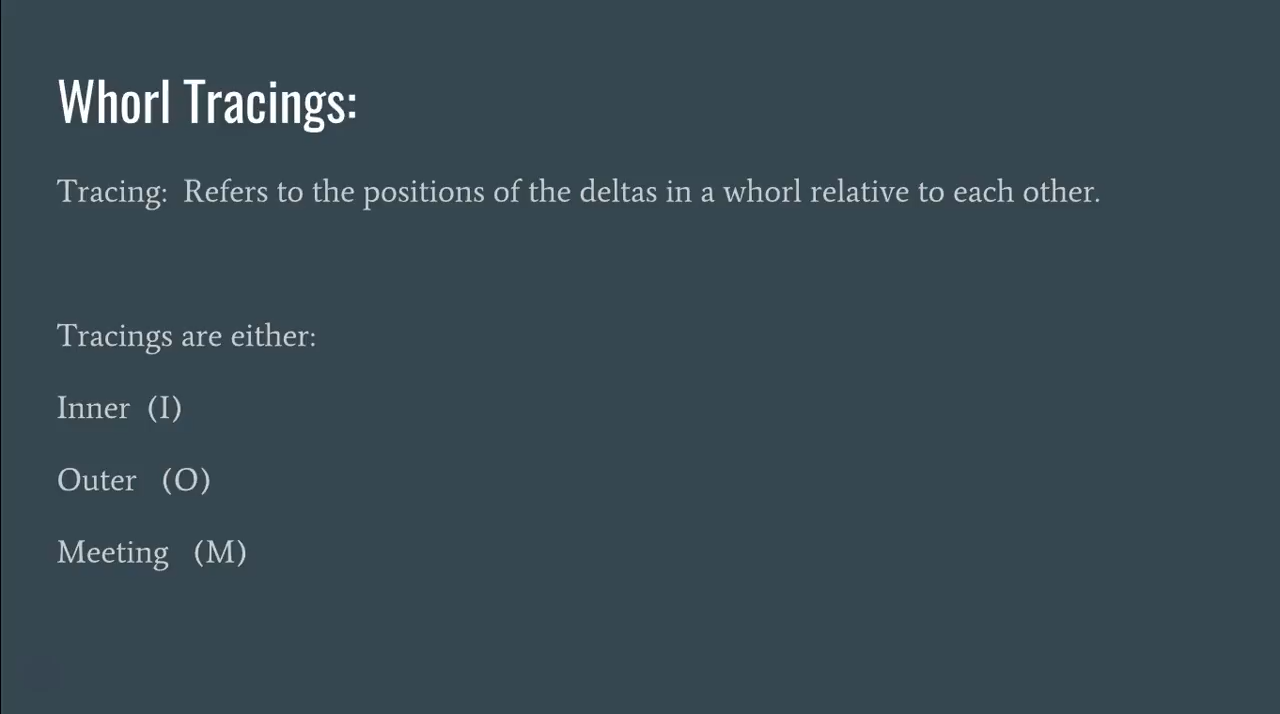 Whorl Tracings:
Tracing:  Refers to the positions of the deltas in a whorl relative to each other.
Tracings are either:
Inner  (I)
Outer   (O)
Meeting   (M)